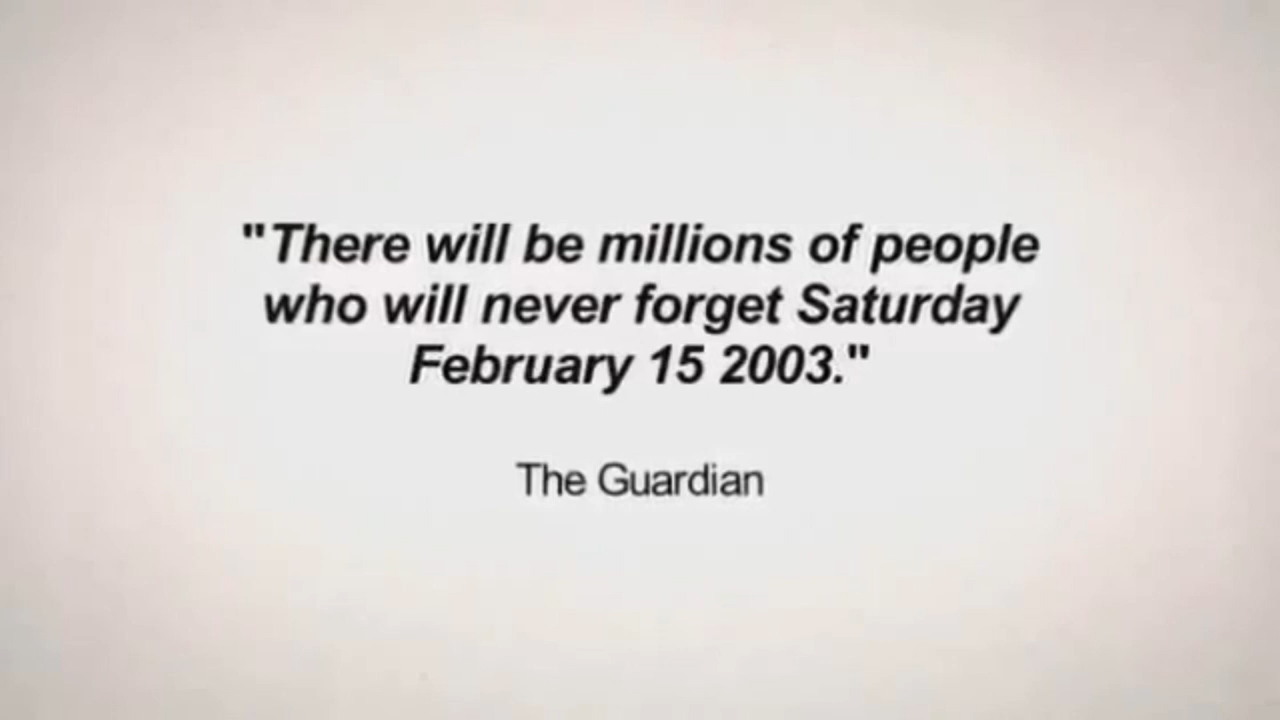 "There will be millions of people
who will never forget Saturday
February 15 2003."
The Guardian